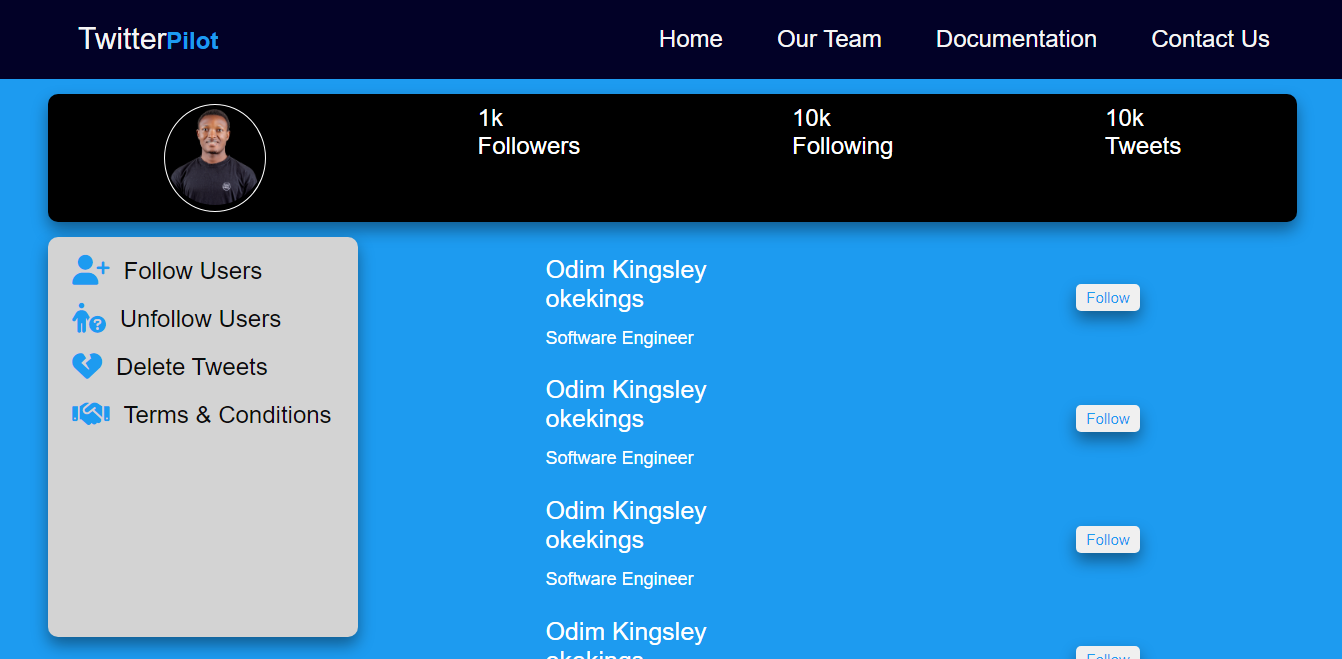 TwitterPilot Home Our Team Documentation Contact Us
1k
Followers
10k
Following
10k
Tweets
Follow Users
Unfollow Users
Delete Tweets
Terms & Conditions
Odim Kingsley
okekings
Software Engineer
Follow
Odim Kingsley
okekings
Software Engineer
Follow
Odim Kingsley
okekings
Software Engineer
Follow
Odim Kingsley
okekings
Follow